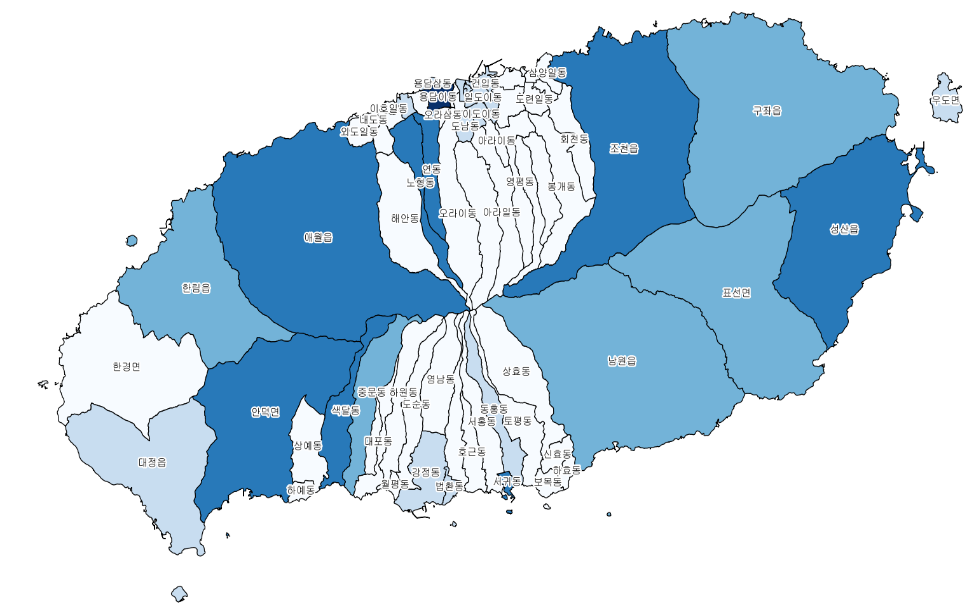 용담삼동
건입동
삼양일동
용담이동
일도이동
도련일동
우도면
이호일동
오라삼동
이도이동
구좌읍
대도동
도남동
외도일동
아라이동
회천동
조천읍
연동
노형동
명평동
봉개동
해안동
오라이동
아라일동
성산읍
애월읍
한림읍
표선면
한경면
남원읍
상효동
영남동
중문동
하원동
도순동
안덕면
색달동
동홍동
서홍동
토평동
상예동
대포동
호근동
신효동
대정읍
강정동
하효동
하예동
월평동
법환동
서귀동
보목동